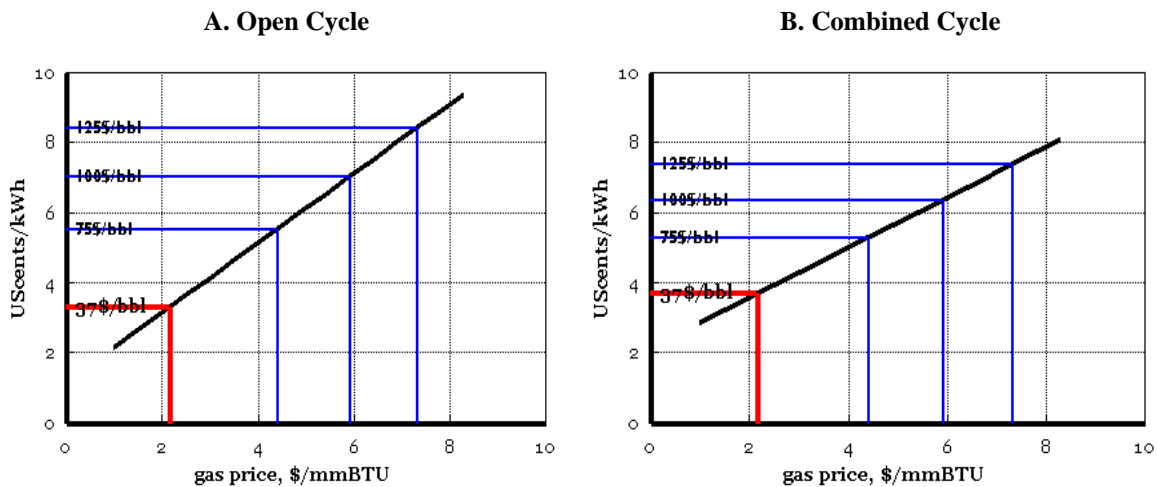 A. Open Cycle
10
8
6
4
2
0
125$/bbl
100$/bbl
75$/bbl
37$/bbl
0 2 4 6 8 10
UScents/kWh
gas price, $/mmBTU
B. Combined Cycle
10
8
6
4
2
0
125$/bbl
100$/bbl
75$/bbl
37$/bbl
0 2 4 6 8 10
UScents/kWh
gas price, $/mmBTU